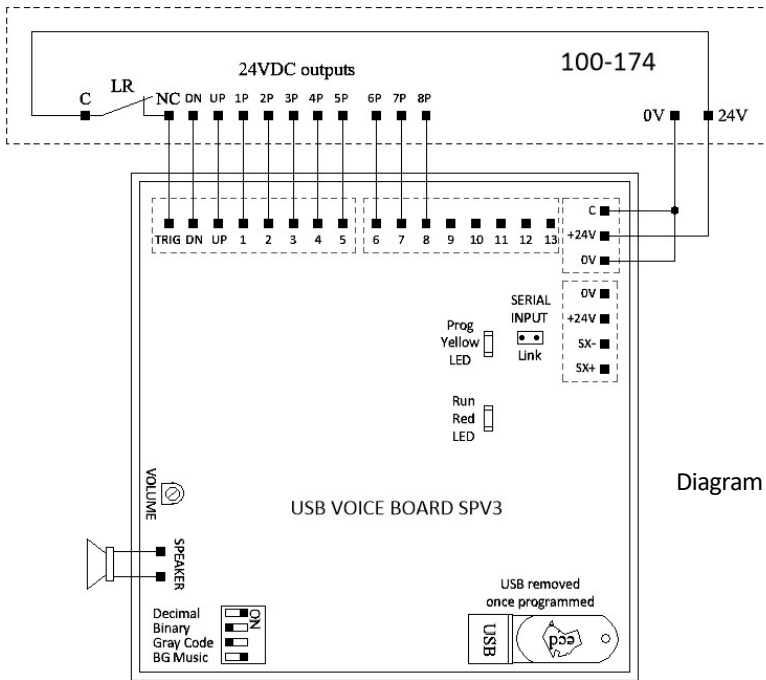 100-174
24VDC outputs
C LR NC DN UP 1P 2P 3P 4P 5P 6P 7P 8P 0V 24V
TRIG DN UP 1 2 3 4 5 6 7 8 9 10 11 12 13
C
+24V
0V
0V
+24V
SX-
SX+
SERIAL
INPUT
Link
Prog
Yellow
LED
Run
Red
LED
Diagram
VOLUME
USB VOICE BOARD SPV3
SPEAKER
Decimal
Binary
Gray Code
BG Music
ON
USB removed
once programmed
USB
ecd